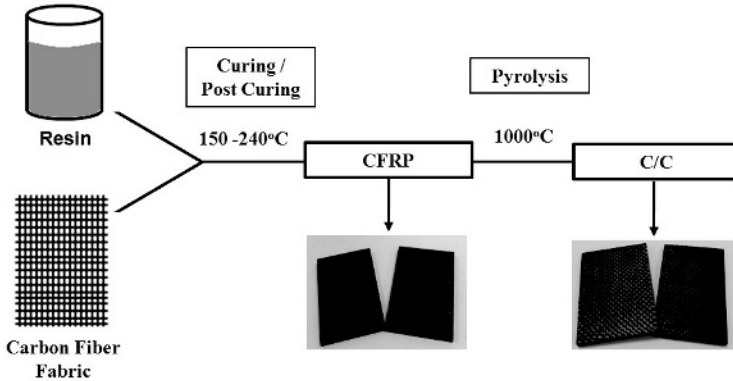 Curing /
Post Curing
Pyrolysis
Resin
150 -240°C
CFRP
1000°C
C/C
Carbon Fiber
Fabric